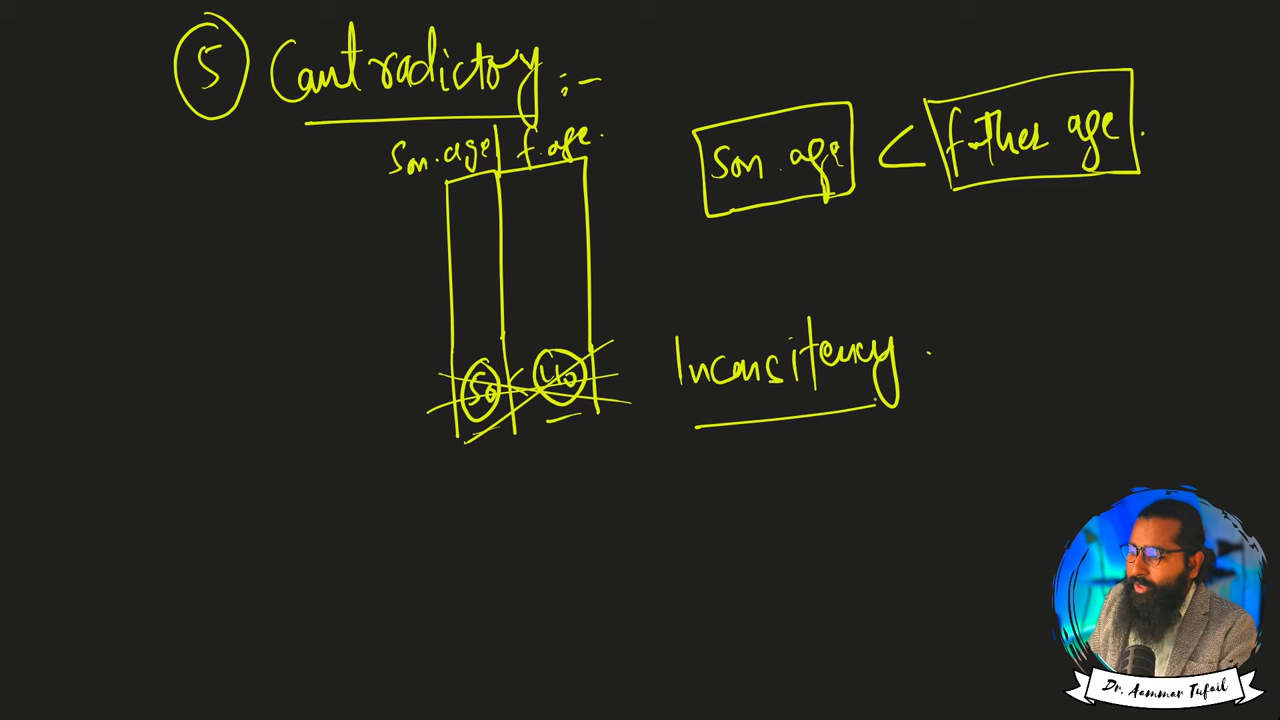 5 Contradictory :-
Son.age f.age.
Son.age < father age.
50 < 40
Inconsitency.
Dr. Aammar Tufail